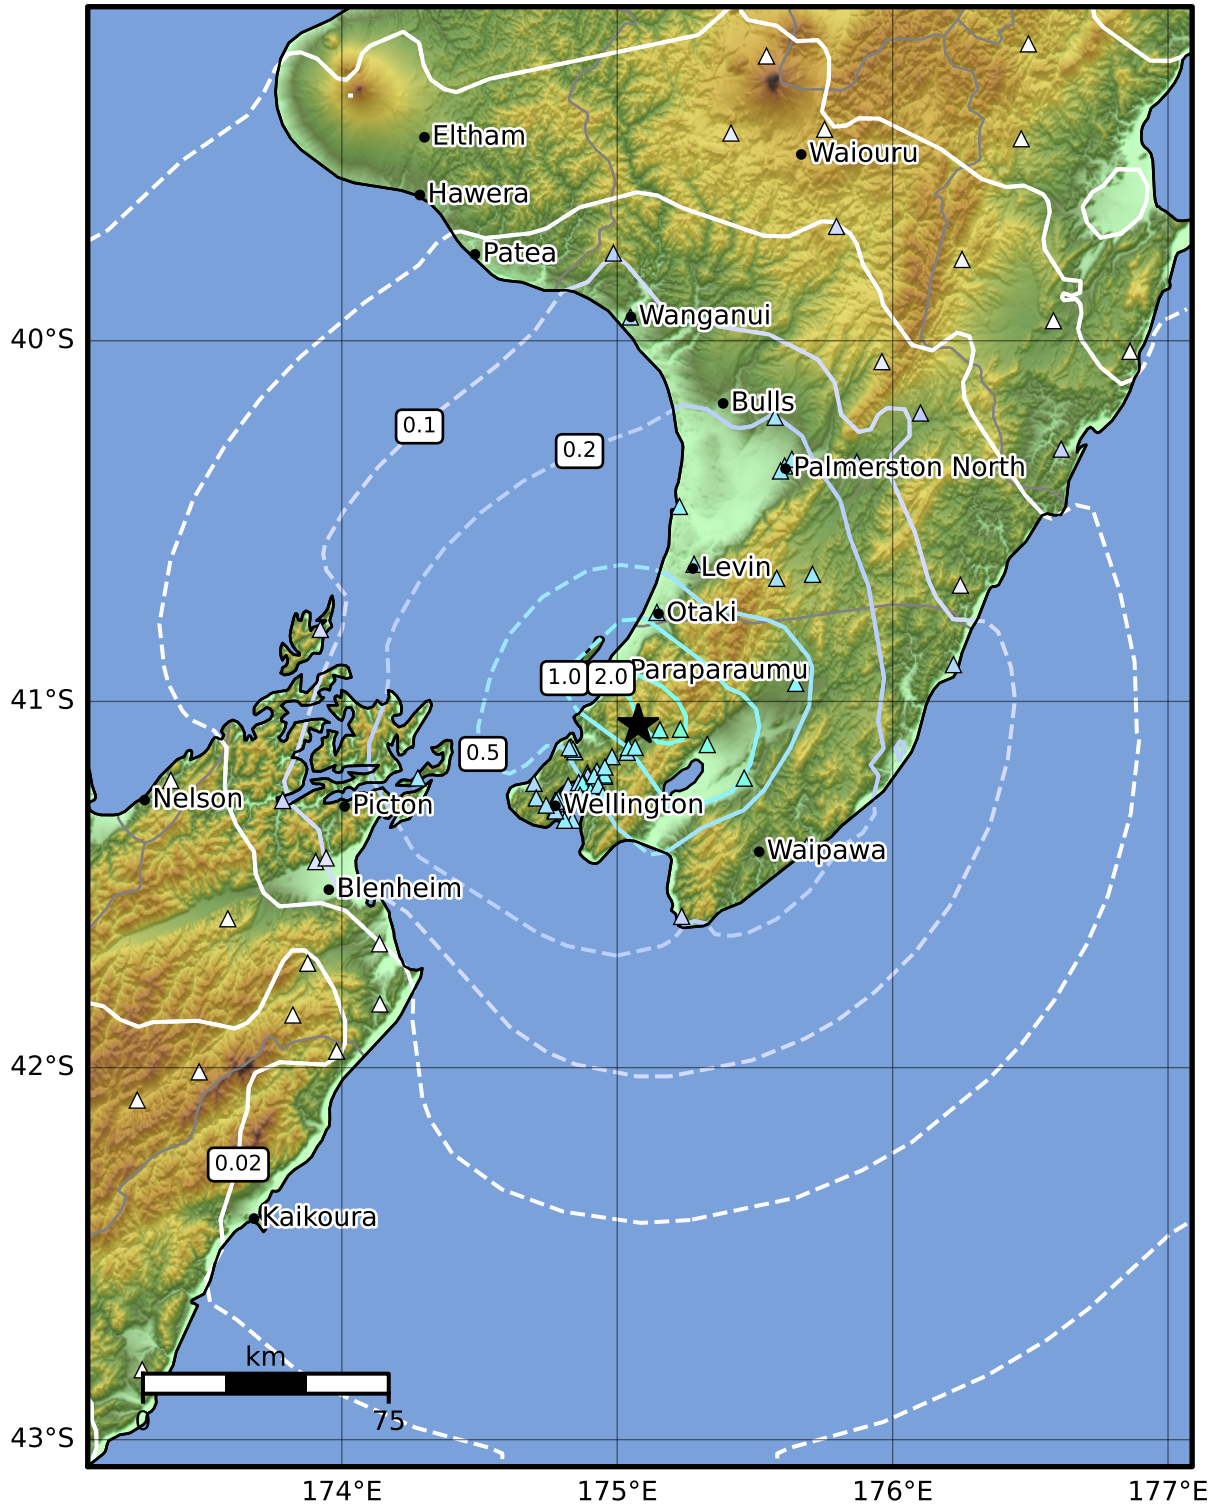 Eltham
Waiouru
Hawera
Patea
Wanganui
40°S
Bulls
0.1
0.2
Palmerston North
Levin
Otaki
Paraparaumu
1.0
2.0
41°S
0.5
Nelson
Picton
Wellington
Waipawa
Blenheim
42°S
0.02
Kaikoura
km
0
75
43°S
174°E
175°E
176°E
177°E